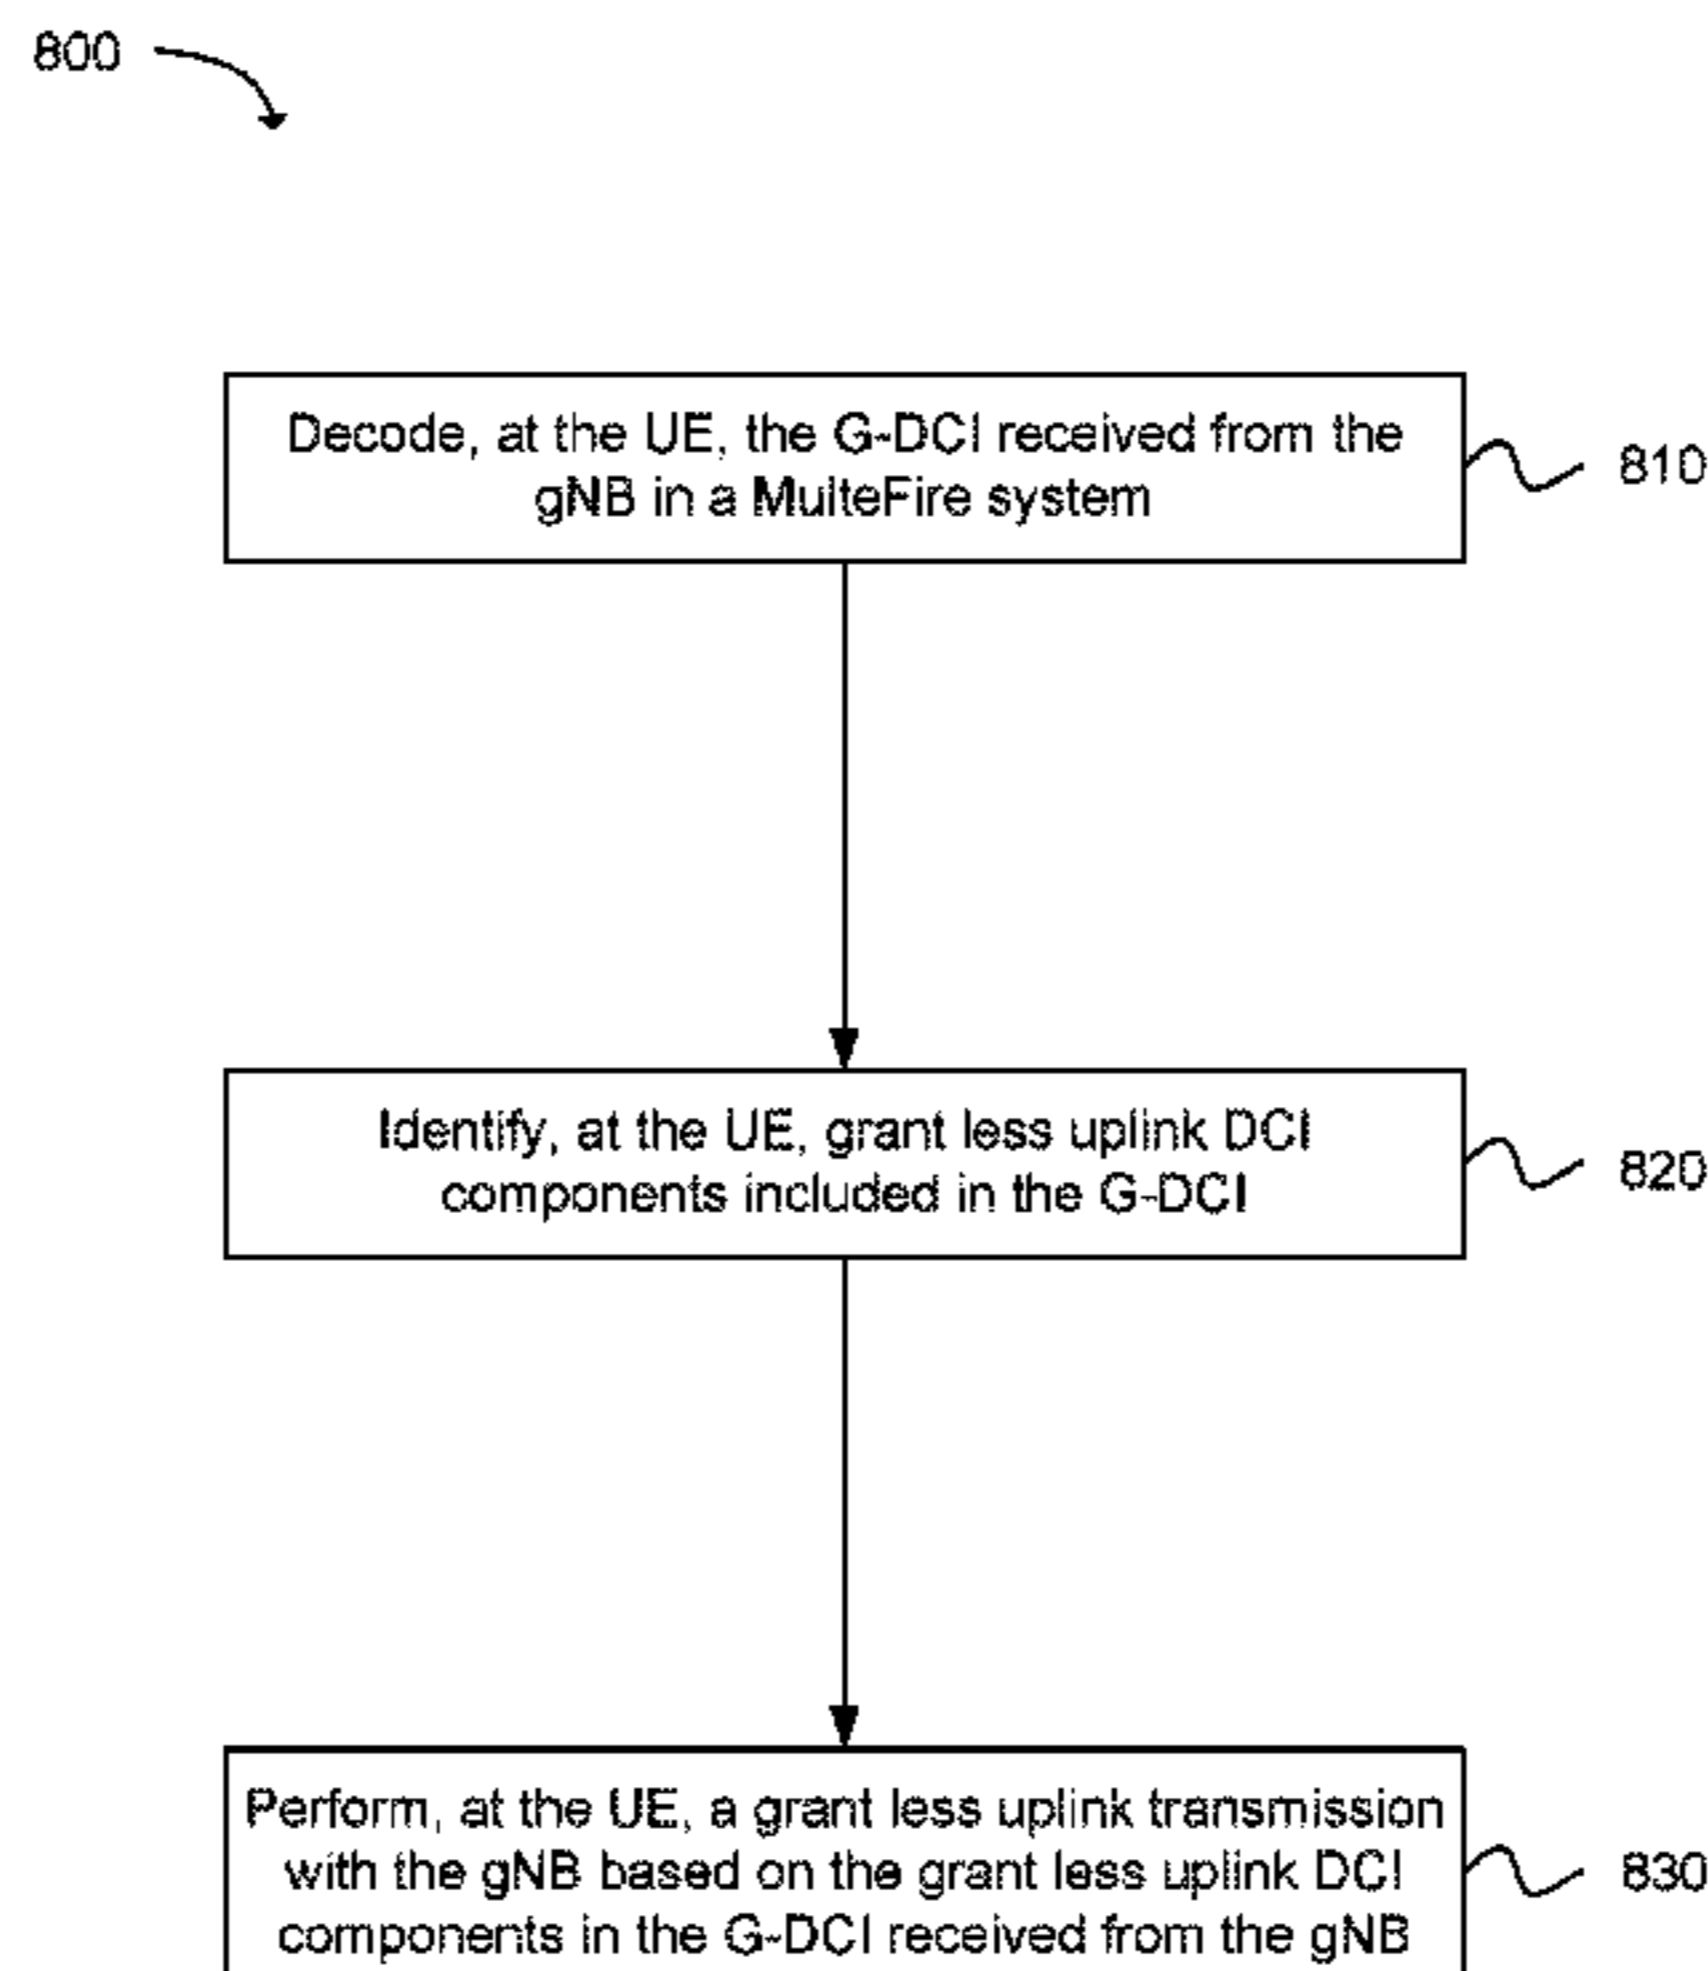 800
Decode, at the UE, the G-DCI received from the
gNB in a MulteFire system
810
Identify, at the UE, grant less uplink DCI
components included in the G-DCI
820
Perform, at the UE, a grant less uplink transmission
with the gNB based on the grant less uplink DCI
components in the G-DCI received from the gNB
830